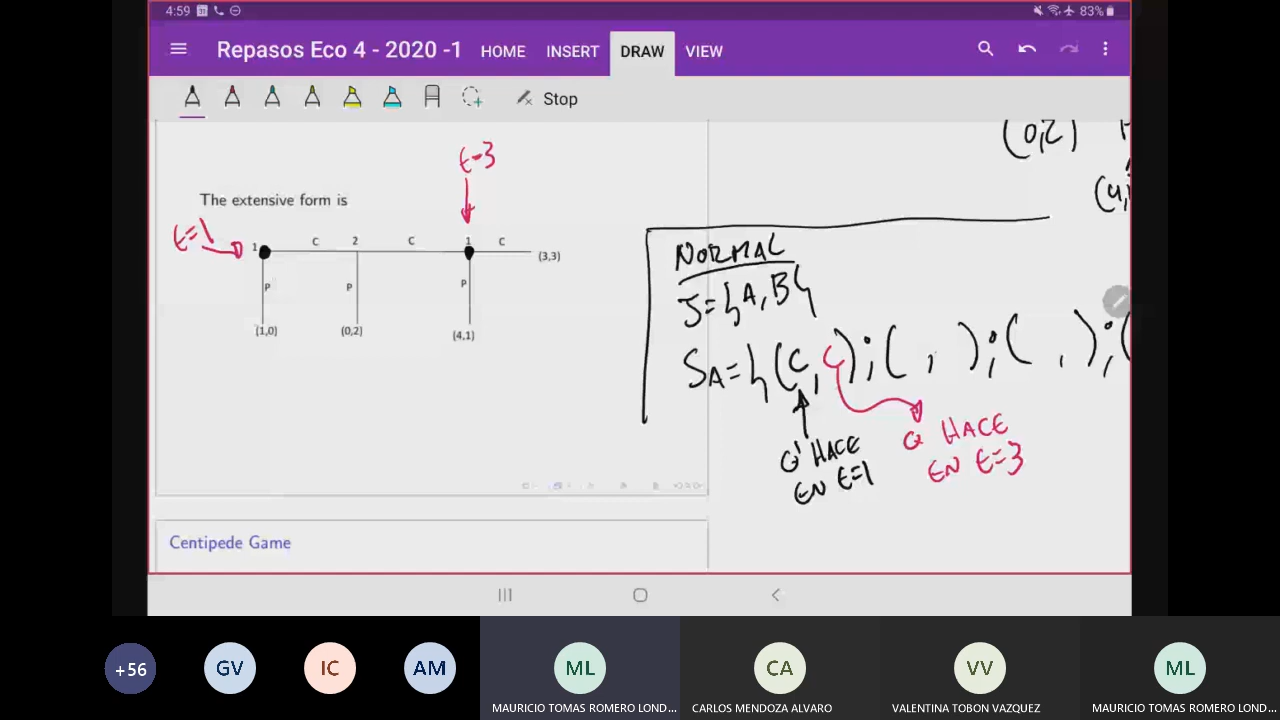 4:59 83%
Repasos Eco 4 - 2020 -1 HOME INSERT DRAW VIEW
Stop
(0,2)
t=3
The extensive form is
t=1
1 C 2 C 1 C (3,3)
P P P
(1,0) (0,2) (4,1)
NORMAL
J={A,B}
SA={(C,C);( , );( , );(
Q' HACE
EN t=1
Q HACE
EN t=3
Centipede Game
+56 GV IC AM ML CA VV ML
MAURICIO TOMAS ROMERO LOND... CARLOS MENDOZA ALVARO VALENTINA TOBON VAZQUEZ MAURICIO TOMAS ROMERO LOND...